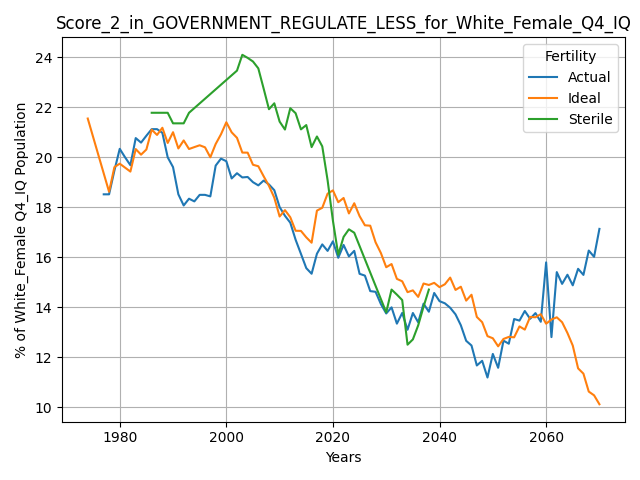 Score_2_in_GOVERNMENT_REGULATE_LESS_for_White_Female_Q4_IQ
Fertility
Actual
Ideal
Sterile
% of White_Female Q4_IQ Population
24
22
20
18
16
14
12
10
1980 2000 2020 2040 2060
Years